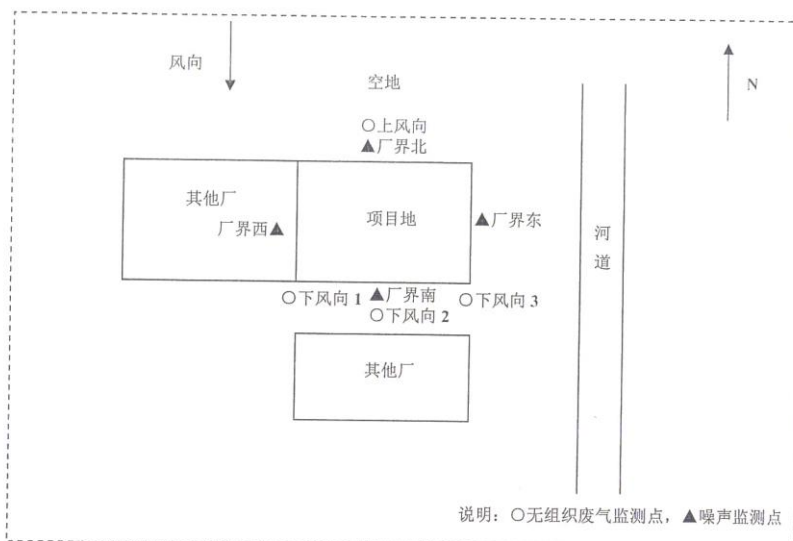 风向
空地
N
○上风向
▲厂界北
其他厂
厂界西▲
项目地
▲厂界东
河道
○下风向 1
▲厂界南
○下风向 2
○下风向 3
其他厂
说明：○无组织废气监测点，▲噪声监测点